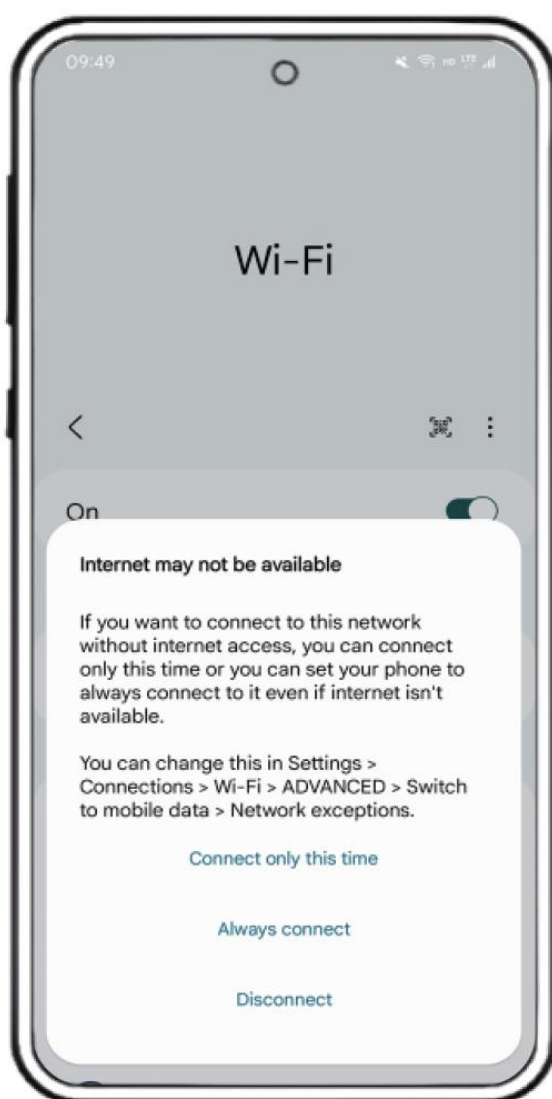 09:49
HD LTE
Wi-Fi
On
Internet may not be available
If you want to connect to this network
without internet access, you can connect
only this time or you can set your phone to
always connect to it even if internet isn't
available.
You can change this in Settings >
Connections > Wi-Fi > ADVANCED > Switch
to mobile data > Network exceptions.
Connect only this time
Always connect
Disconnect